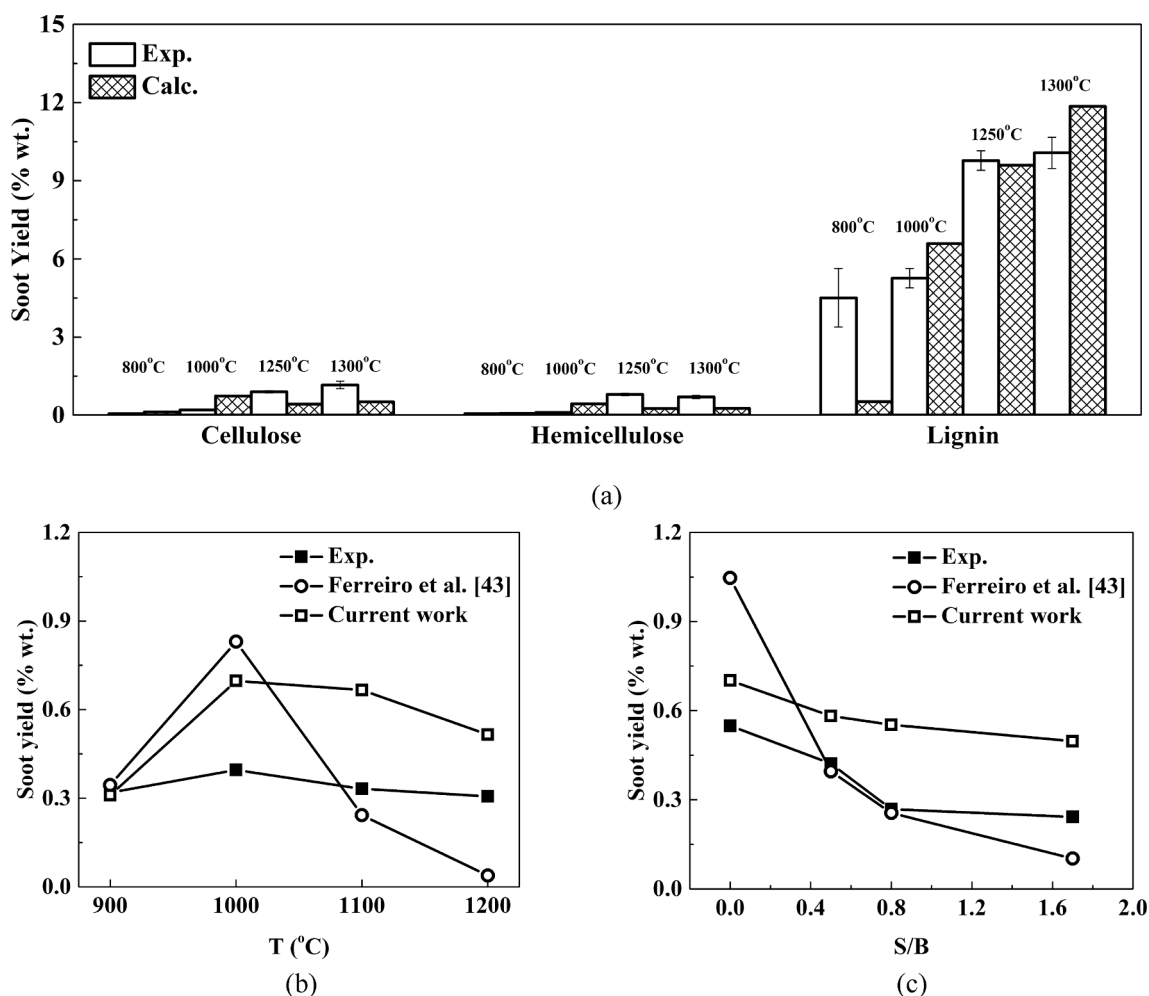 15
12
9
6
3
0
Soot Yield (% wt.)
Exp.
Calc.
800°C 1000°C 1250°C 1300°C
800°C 1000°C 1250°C 1300°C
800°C 1000°C 1250°C 1300°C
Cellulose Hemicellulose Lignin
(a)
1.2
0.9
0.6
0.3
0.0
Soot yield (% wt.)
Exp.
Ferreiro et al. [43]
Current work
900 1000 1100 1200
T (°C)
(b)
1.2
0.9
0.6
0.3
0.0
Soot yield (% wt.)
Exp.
Ferreiro et al. [43]
Current work
0.0 0.4 0.8 1.2 1.6 2.0
S/B
(c)